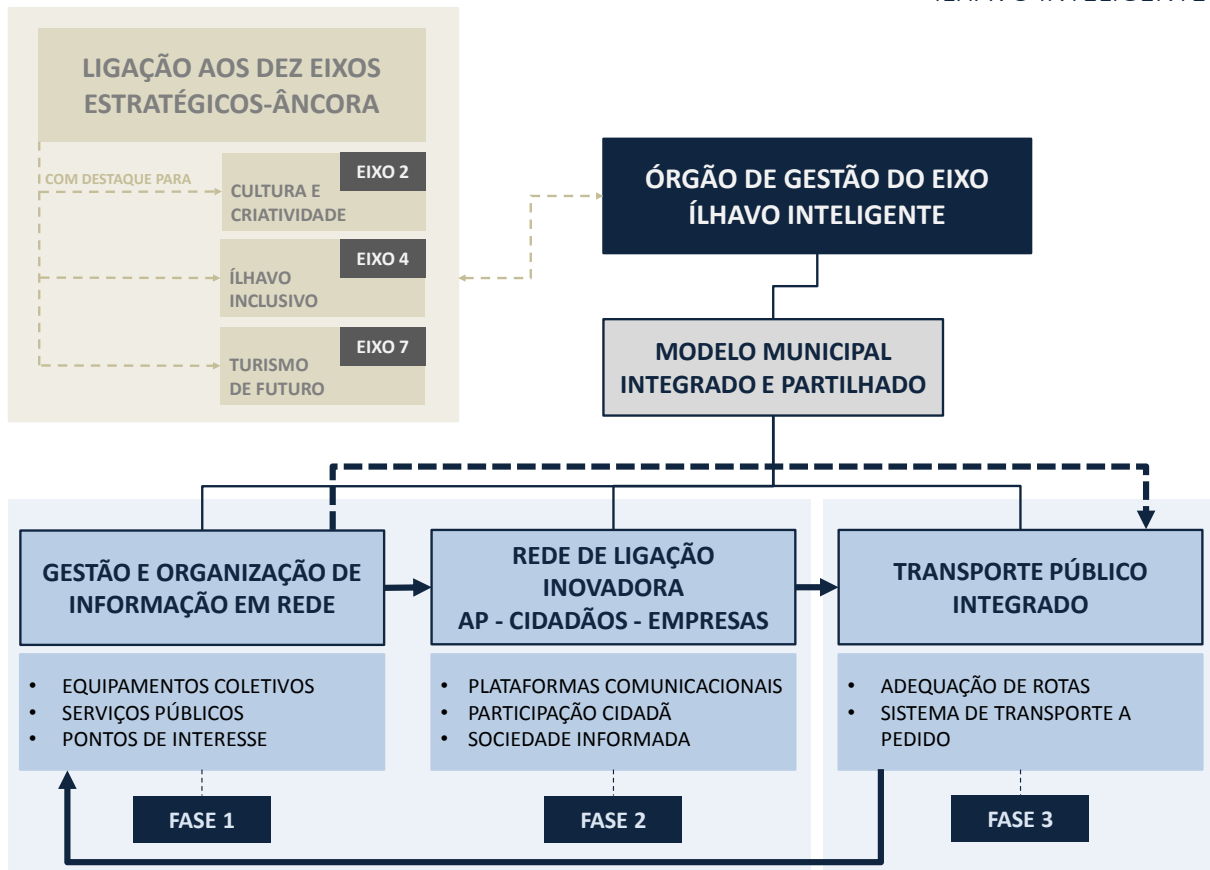 LIGAÇÃO AOS DEZ EIXOS
ESTRATÉGICOS-ÂNCORA
COM DESTAQUE PARA
EIXO 2
CULTURA E
CRIATIVIDADE
EIXO 4
ÍLHAVO
INCLUSIVO
EIXO 7
TURISMO
DE FUTURO
ÓRGÃO DE GESTÃO DO EIXO
ÍLHAVO INTELIGENTE
MODELO MUNICIPAL
INTEGRADO E PARTILHADO
GESTÃO E ORGANIZAÇÃO DE
INFORMAÇÃO EM REDE
• EQUIPAMENTOS COLETIVOS
• SERVIÇOS PÚBLICOS
• PONTOS DE INTERESSE
FASE 1
REDE DE LIGAÇÃO
INOVADORA
AP - CIDADÃOS - EMPRESAS
• PLATAFORMAS COMUNICACIONAIS
• PARTICIPAÇÃO CIDADÃ
• SOCIEDADE INFORMADA
FASE 2
TRANSPORTE PÚBLICO
INTEGRADO
• ADEQUAÇÃO DE ROTAS
• SISTEMA DE TRANSPORTE A
PEDIDO
FASE 3